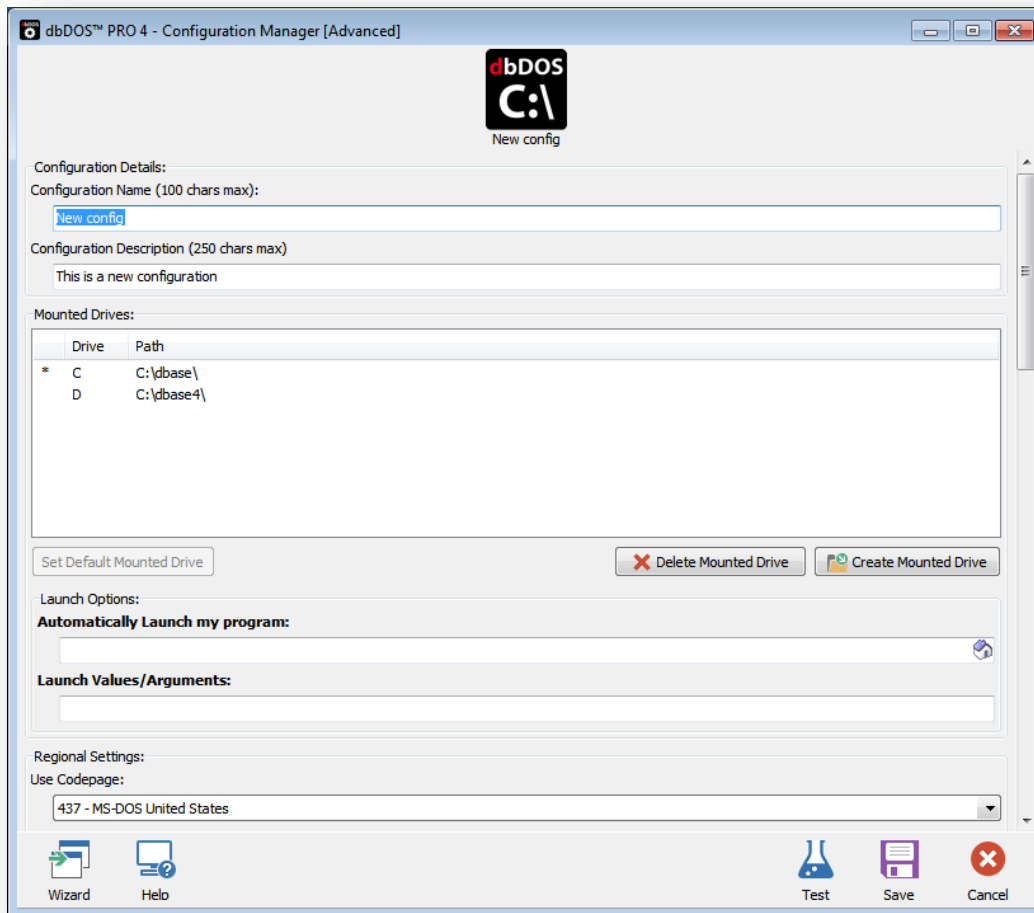 dbDOS™ PRO 4 - Configuration Manager [Advanced]
dbDOS
C:\
New config
Configuration Details:
Configuration Name (100 chars max):
New config
Configuration Description (250 chars max)
This is a new configuration
Mounted Drives:
Drive Path
* C C:\dbase\
D C:\dbase4\
Set Default Mounted Drive Delete Mounted Drive Create Mounted Drive
Launch Options:
Automatically Launch my program:
Launch Values/Arguments:
Regional Settings:
Use Codepage:
437 - MS-DOS United States
Wizard Help Test Save Cancel